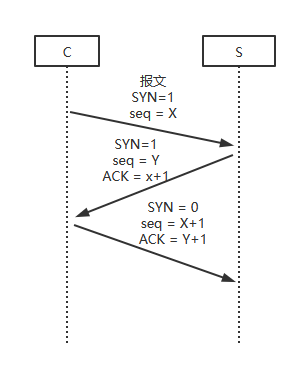 C
S
报文
SYN=1
seq = X
SYN=1
seq = Y
ACK = x+1
SYN = 0
seq = X+1
ACK = Y+1